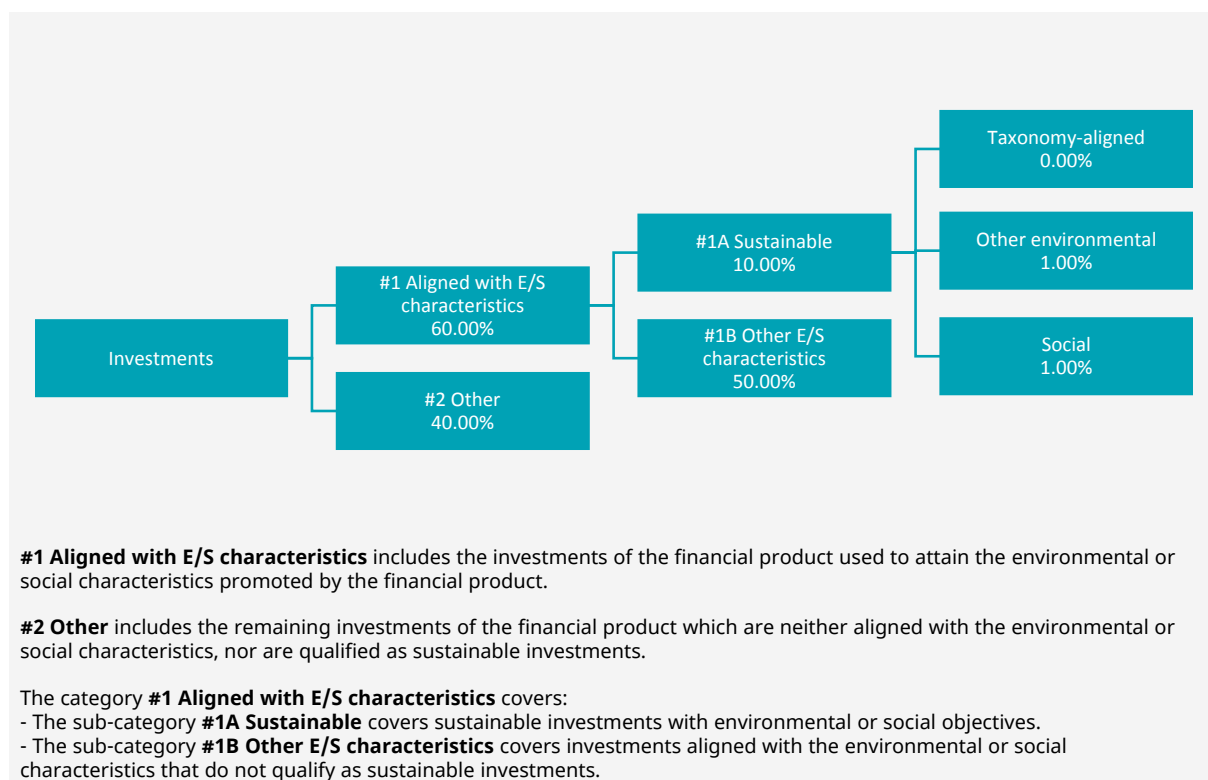 Taxonomy-aligned
0.00%
#1A Sustainable
10.00%
Other environmental
1.00%
#1 Aligned with E/S
characteristics
60.00%
Investments
#1B Other E/S
characteristics
50.00%
Social
1.00%
#2 Other
40.00%
#1 Aligned with E/S characteristics includes the investments of the financial product used to attain the environmental or
social characteristics promoted by the financial product.
#2 Other includes the remaining investments of the financial product which are neither aligned with the environmental or
social characteristics, nor are qualified as sustainable investments.
The category #1 Aligned with E/S characteristics covers:
- The sub-category #1A Sustainable covers sustainable investments with environmental or social objectives.
- The sub-category #1B Other E/S characteristics covers investments aligned with the environmental or social
characteristics that do not qualify as sustainable investments.